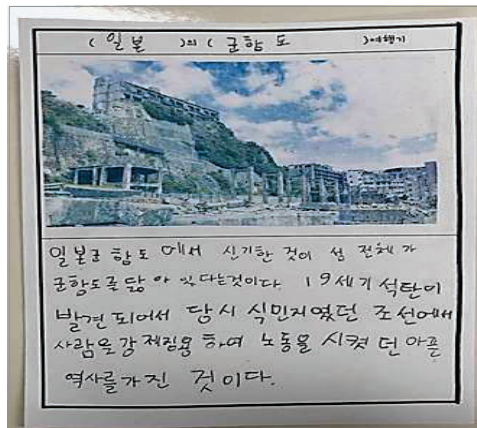 ( 일본 )의 ( 군함도 )여행기
일본군함도에서 신기한 것이 섬 전체가
군함도를 닮아 있다는것이다. 19세기 석탄이
발견 되어서 당시 식민지였던 조선에서
사람을 강제징용하여 노동을 시켰던 아픈
역사를가진 것이다.